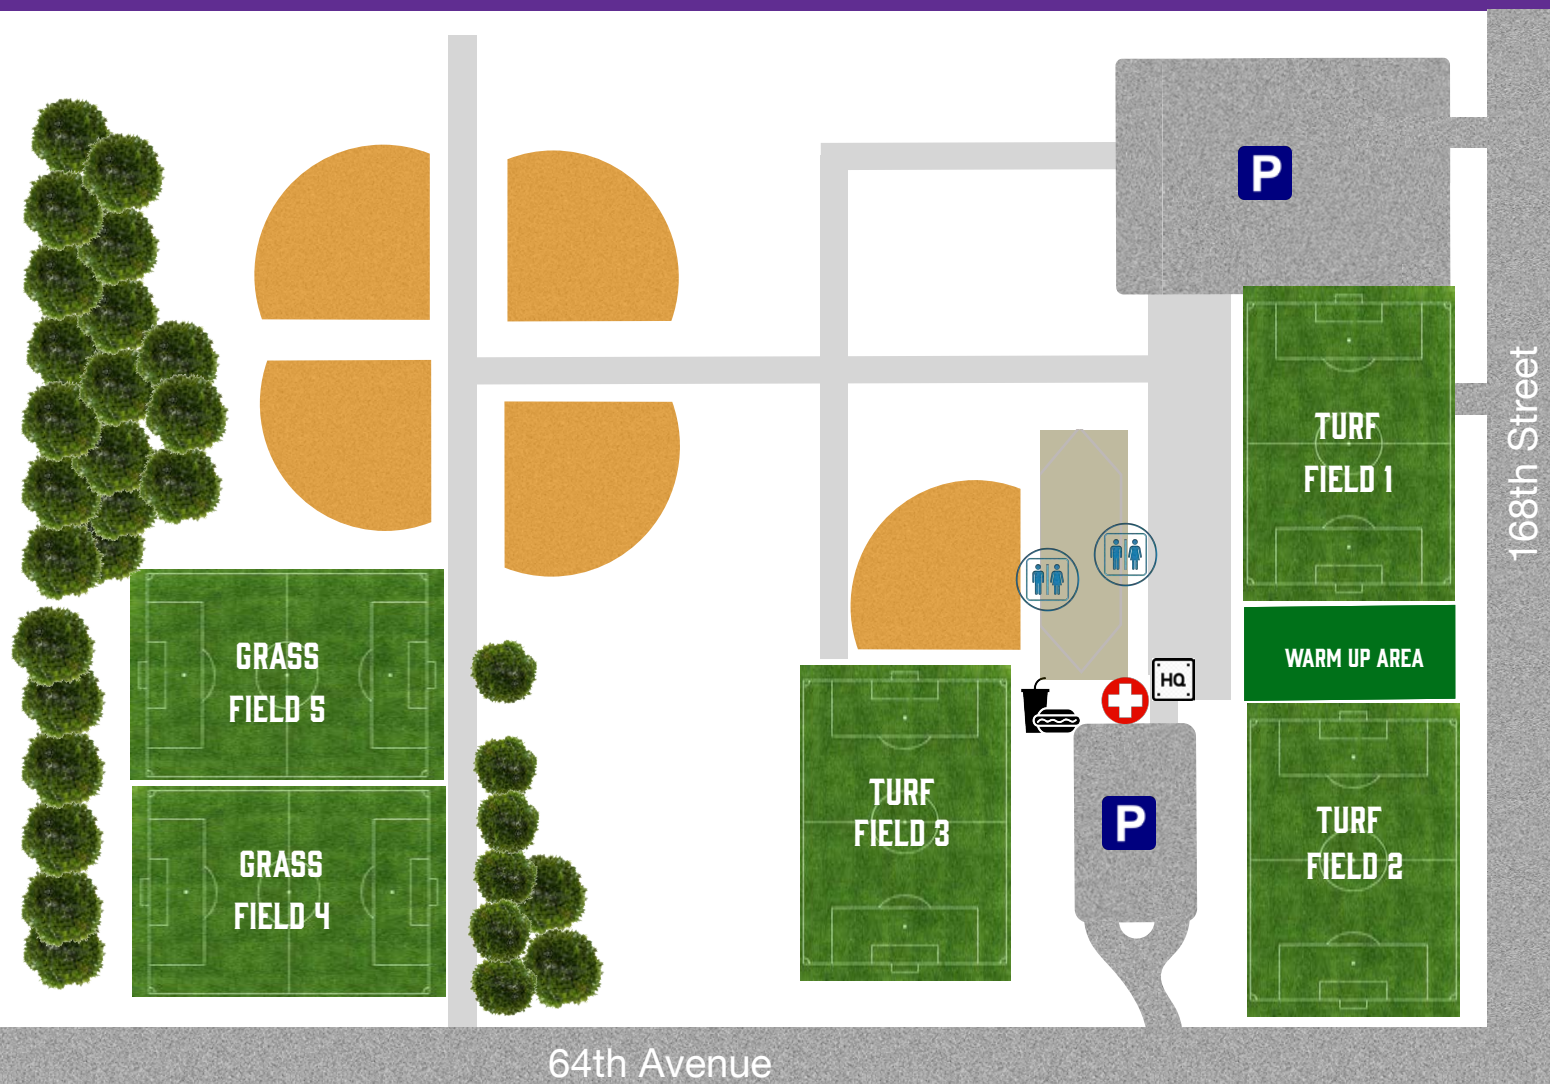 P
TURF
FIELD 1
168th Street
WARM UP AREA
GRASS
FIELD 5
HQ
TURF
FIELD 3
P
TURF
FIELD 2
GRASS
FIELD 4
64th Avenue